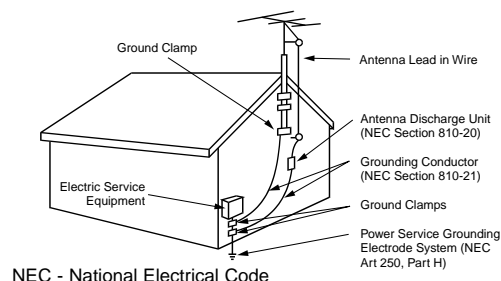 Ground Clamp
Antenna Lead in Wire
Antenna Discharge Unit
(NEC Section 810-20)
Grounding Conductor
(NEC Section 810-21)
Electric Service
Equipment
Ground Clamps
Power Service Grounding
Electrode System (NEC
Art 250, Part H)
NEC - National Electrical Code